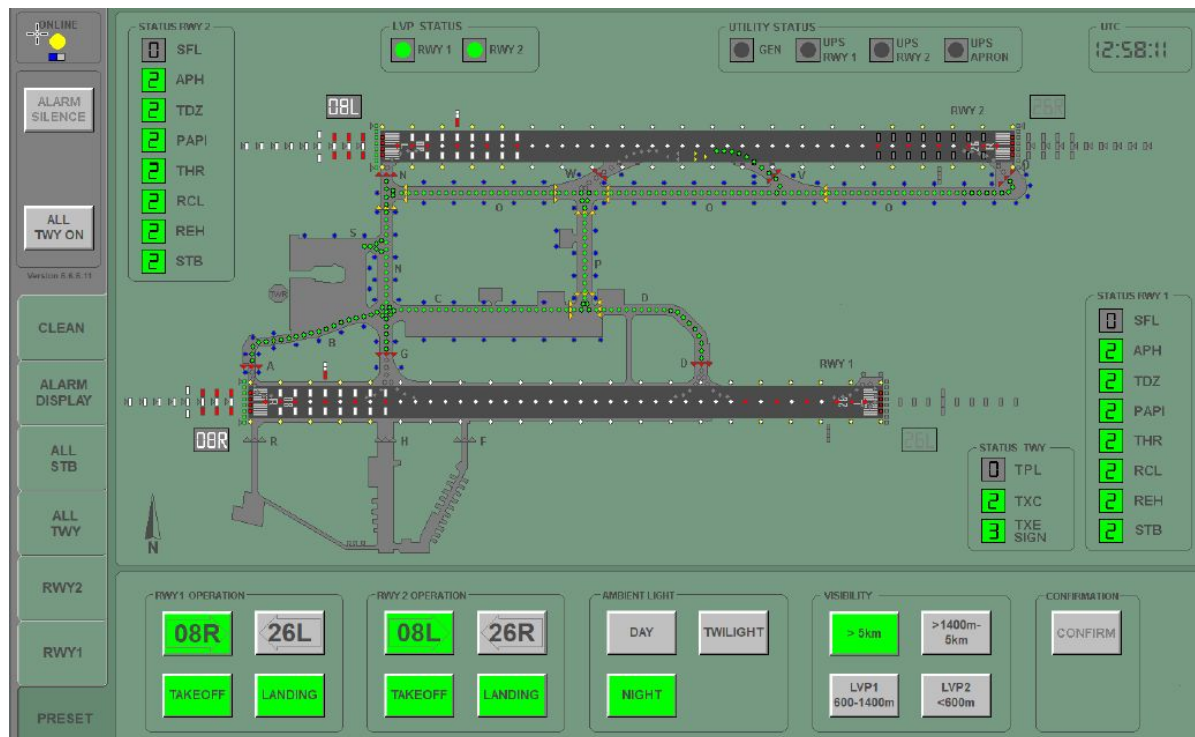 ONLINE
ALARM
SILENCE
ALL
TWY ON
Version 6.6.6.11
CLEAN
ALARM
DISPLAY
ALL
STB
ALL
TWY
RWY2
RWY1
PRESET
STATUS RWY 2
0 SFL
2 APH
2 TDZ
2 PAPI
2 THR
2 RCL
2 REH
2 STB
LVP STATUS
RWY 1 RWY 2
UTILITY STATUS
GEN
UPS
RWY 1
UPS
RWY 2
UPS
APRON
UTC
12:58:11
08L
RWY 2
26R
26
R
N
W
V
O
O
O
O
S
N
P
TWR
C
D
B
A
G
D
RWY 1
08R
26L
26
R
H
F
N
STATUS TWY
0 TPL
2 TXC
3 TXE
SIGN
STATUS RWY 1
0 SFL
2 APH
2 TDZ
2 PAPI
2 THR
2 RCL
2 REH
2 STB
RWY1 OPERATION
08R 26L
TAKEOFF LANDING
RWY 2 OPERATION
08L 26R
TAKEOFF LANDING
AMBIENT LIGHT
DAY TWILIGHT
NIGHT
VISIBILITY
> 5km
>1400m-
5km
LVP1
600-1400m
LVP2
<600m
CONFIRMATION
CONFIRM